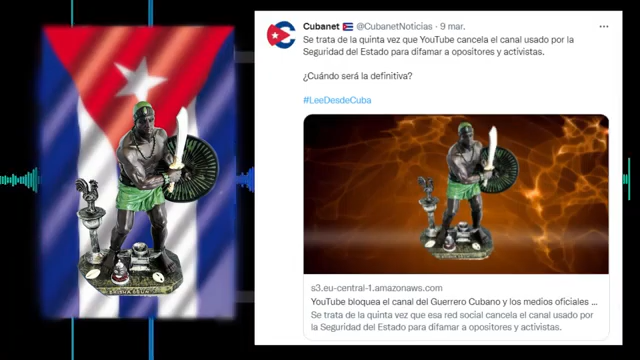 Cubanet 🇨🇺 @CubanetNoticias · 9 mar.
Se trata de la quinta vez que YouTube cancela el canal usado por la
Seguridad del Estado para difamar a opositores y activistas.
¿Cuándo será la definitiva?
#LeeDesdeCuba
s3.eu-central-1.amazonaws.com
YouTube bloquea el canal del Guerrero Cubano y los medios oficiales ...
Se trata de la quinta vez que esa red social cancela el canal usado por
la Seguridad del Estado para difamar a opositores y activistas.